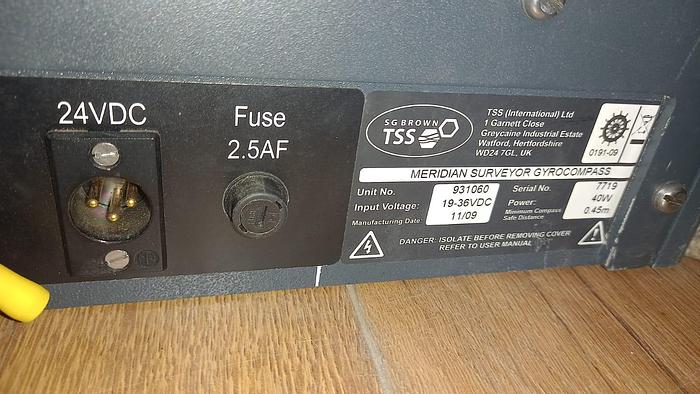 24VDC
Fuse
2.5AF
SG BROWN
TSS
TSS (International) Ltd
1 Garnett Close
Greycaine Industrial Estate
Watford, Hertfordshire
WD24 7GL, UK
0191-09
MERIDIAN SURVEYOR GYROCOMPASS
Unit No. 931060 Serial No. 7719
Input Voltage: 19-36VDC Power: 40W
Manufacturing Date: 11/09 Minimum Compass Safe Distance 0.45m
DANGER: ISOLATE BEFORE REMOVING COVER
REFER TO USER MANUAL